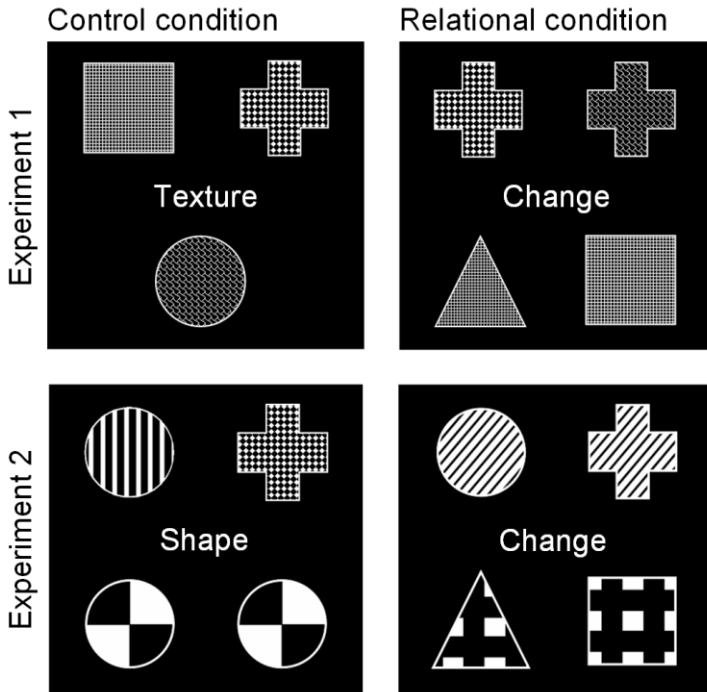 Control condition
Relational condition
Experiment 1
Texture
Change
Experiment 2
Shape
Change